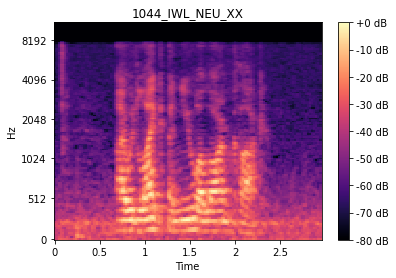 1044_IWL_NEU_XX
8192
4096
2048
1024
512
0
Hz
0
0.5
1
1.5
2
2.5
Time
+0 dB
-10 dB
-20 dB
-30 dB
-40 dB
-50 dB
-60 dB
-70 dB
-80 dB